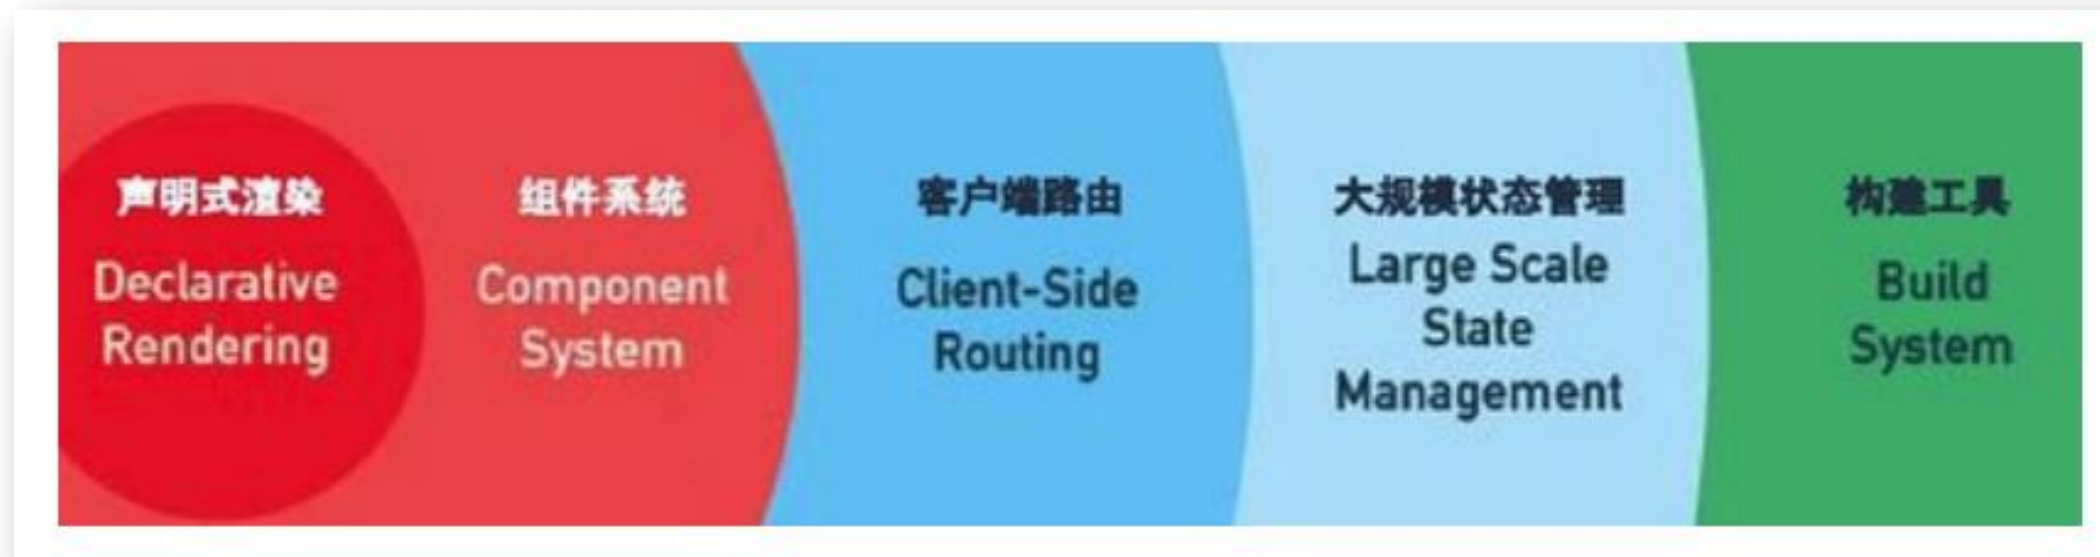 声明式渲染
Declarative
Rendering
组件系统
Component
System
客户端路由
Client-Side
Routing
大规模状态管理
Large Scale
State
Management
构建工具
Build
System